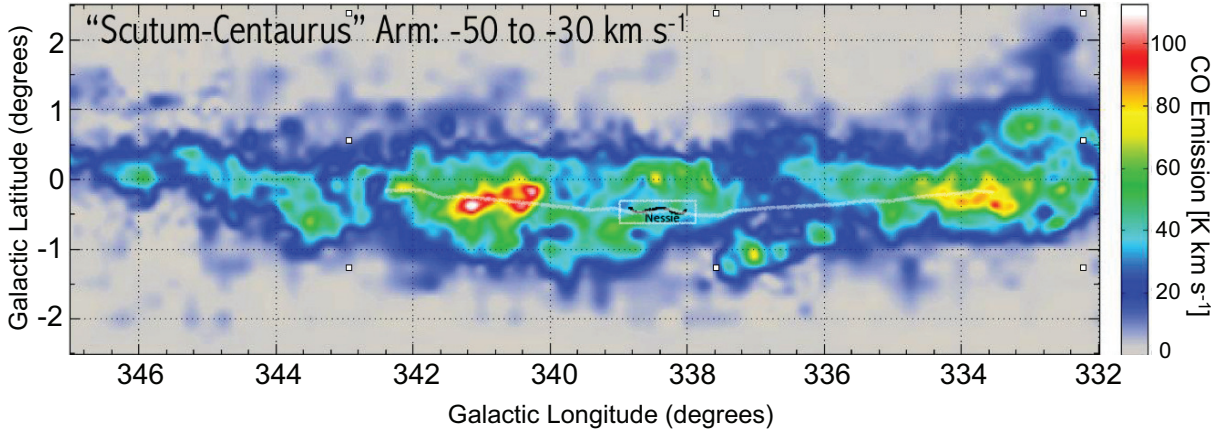 “Scutum-Centaurus” Arm: -50 to -30 km s-1
Galactic Latitude (degrees)
2
1
0
-1
-2
Nessie
346 344 342 340 338 336 334 332
Galactic Longitude (degrees)
100
80
60
40
20
0
CO Emission [K km s-1]